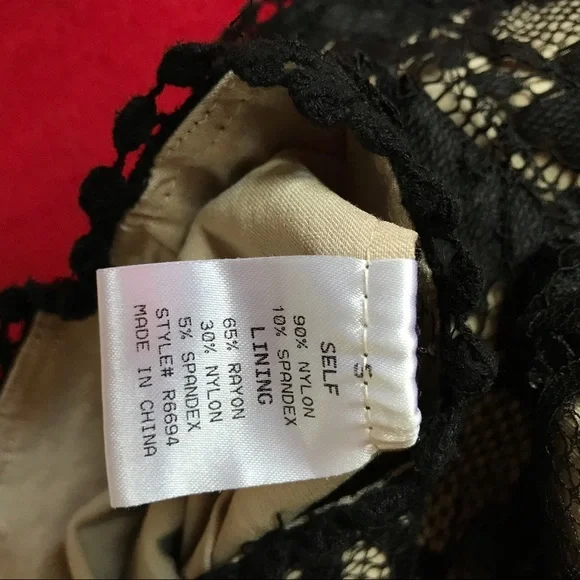 S
SELF
90% NYLON
10% SPANDEX
LINING
65% RAYON
30% NYLON
5% SPANDEX
STYLE# R6694
MADE IN CHINA